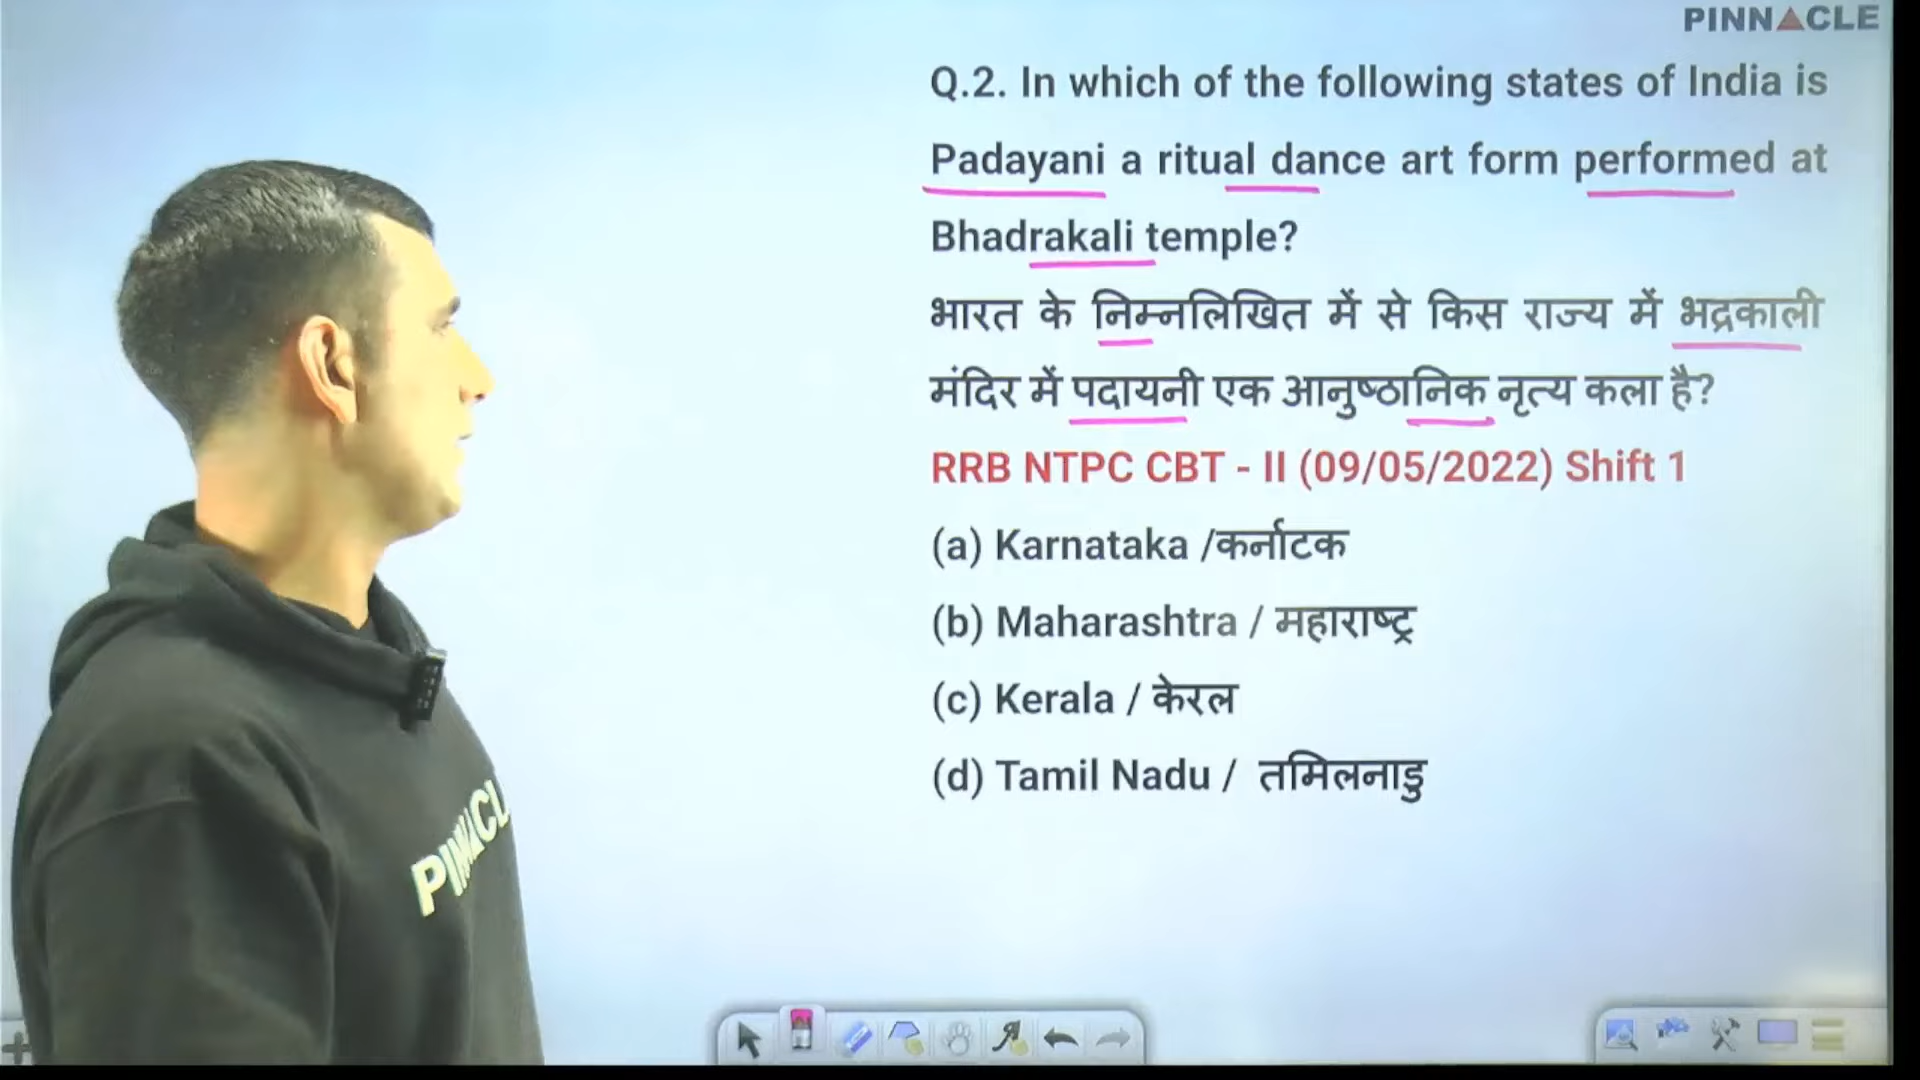 PINNACLE
Q.2. In which of the following states of India is
Padayani a ritual dance art form performed at
Bhadrakali temple?
भारत के निम्नलिखित में से किस राज्य में भद्रकाली
मंदिर में पदायनी एक आनुष्ठानिक नृत्य कला है?
RRB NTPC CBT - II (09/05/2022) Shift 1
(a) Karnataka /कर्नाटक
(b) Maharashtra / महाराष्ट्र
(c) Kerala / केरल
(d) Tamil Nadu / तमिलनाडु
PINNACL